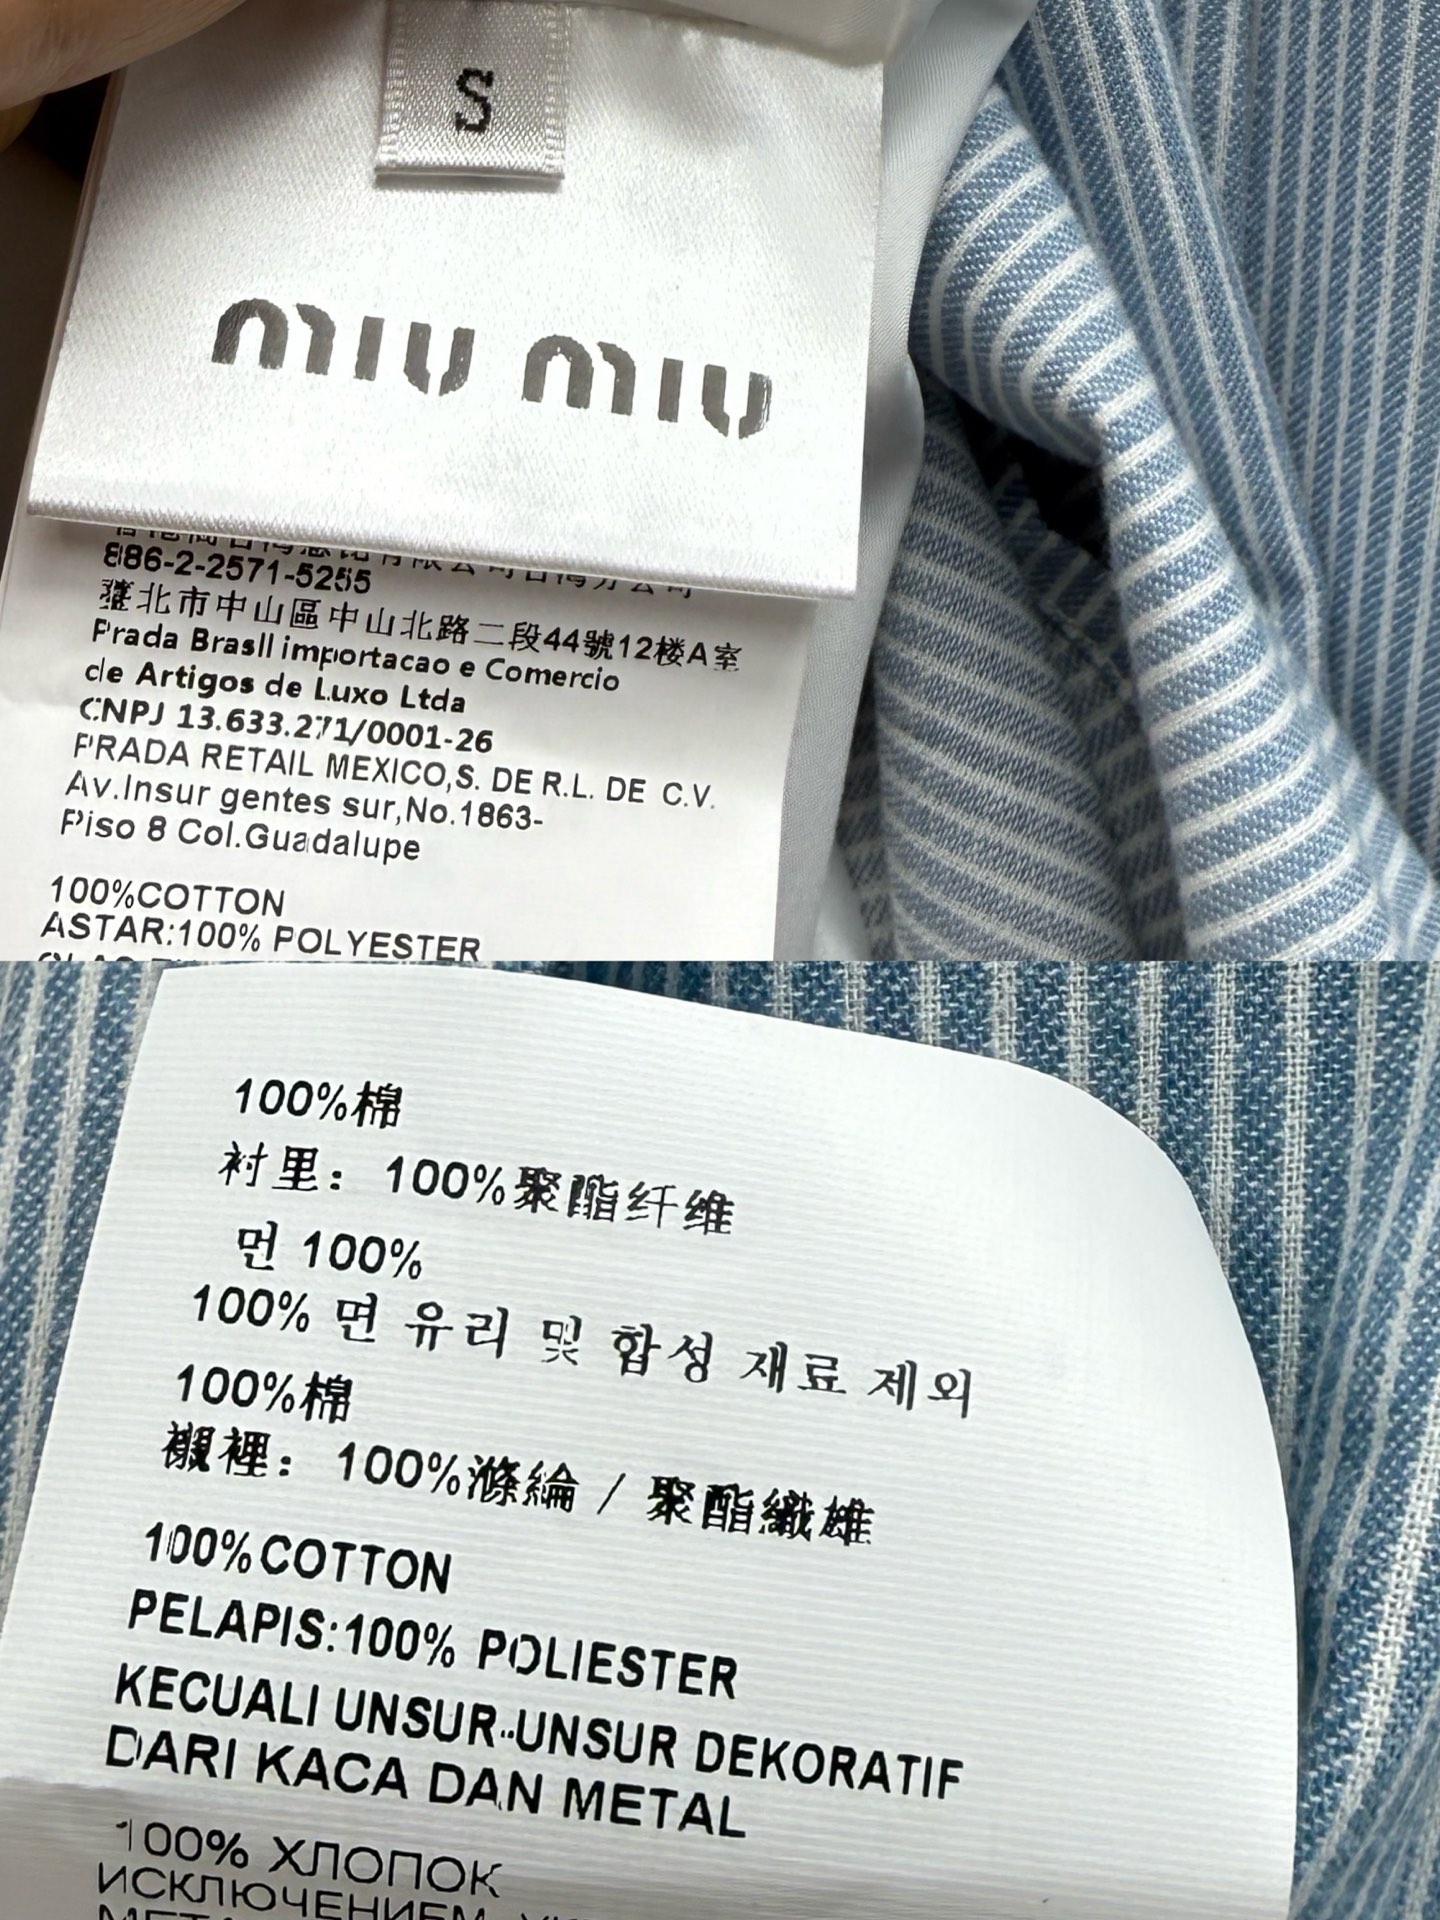 S
miu miu
886-2-2571-5255
臺北市中山區中山北路二段44號12楼A室
Prada Brasll importacao e Comercio
de Artigos de Luxo Ltda
CNPJ 13.633.271/0001-26
PRADA RETAIL MEXICO,S. DE R.L. DE C.V.
Av.Insur gentes sur,No.1863-
Piso 8 Col.Guadalupe
100%COTTON
ASTAR:100% POLYESTER
100%棉
衬里：100%聚酯纤维
먼 100%
100% 면 유리 및 합성 재료 제외
100%棉
襯裡：100%滌綸 / 聚酯纖雄
100%COTTON
PELAPIS:100% POLIESTER
KECUALI UNSUR-UNSUR DEKORATIF
DARI KACA DAN METAL
100% ХЛОПОК
ИСКЛЮЧЕНИЕМ